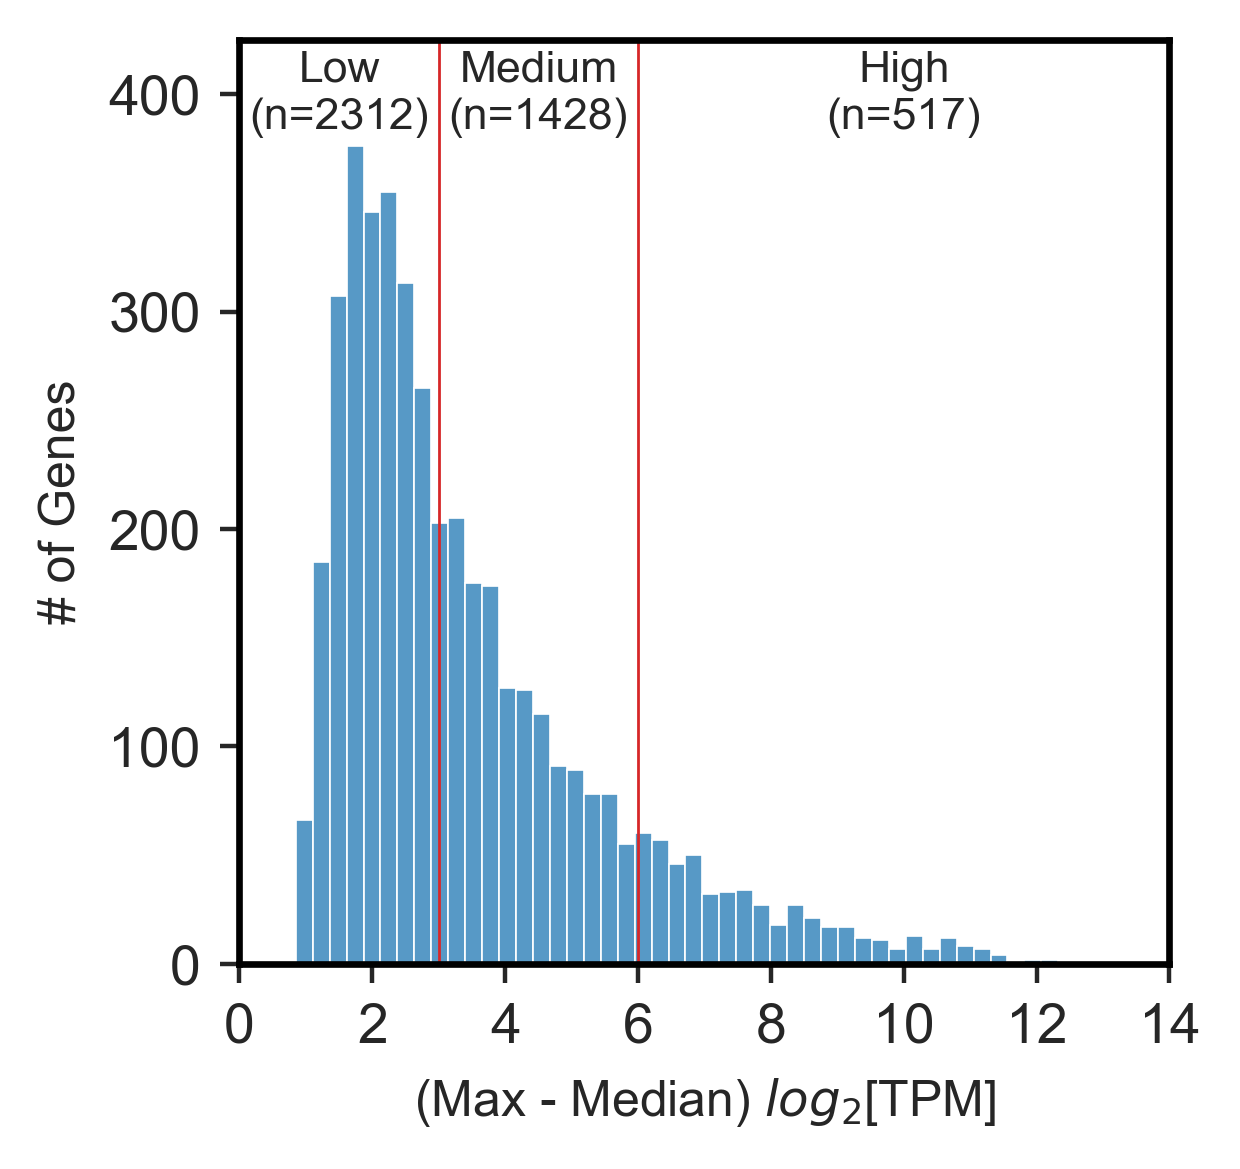 Low
(n=2312)
Medium
(n=1428)
High
(n=517)
400
300
200
100
0
# of Genes
0 2 4 6 8 10 12 14
(Max - Median) log₂[TPM]